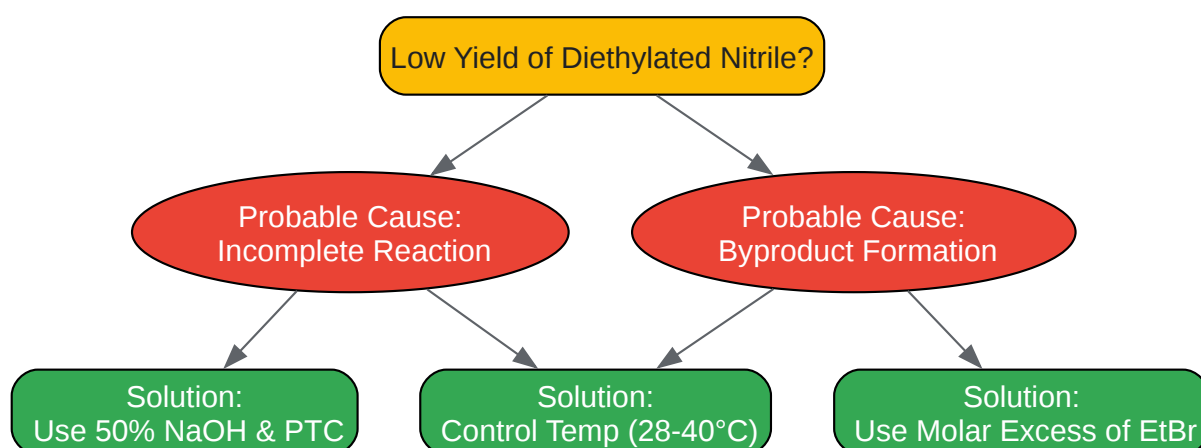 Low Yield of Diethylated Nitrile?
Probable Cause:
Incomplete Reaction
Probable Cause:
Byproduct Formation
Solution:
Use 50% NaOH & PTC
Solution:
Control Temp (28-40°C)
Solution:
Use Molar Excess of EtBr